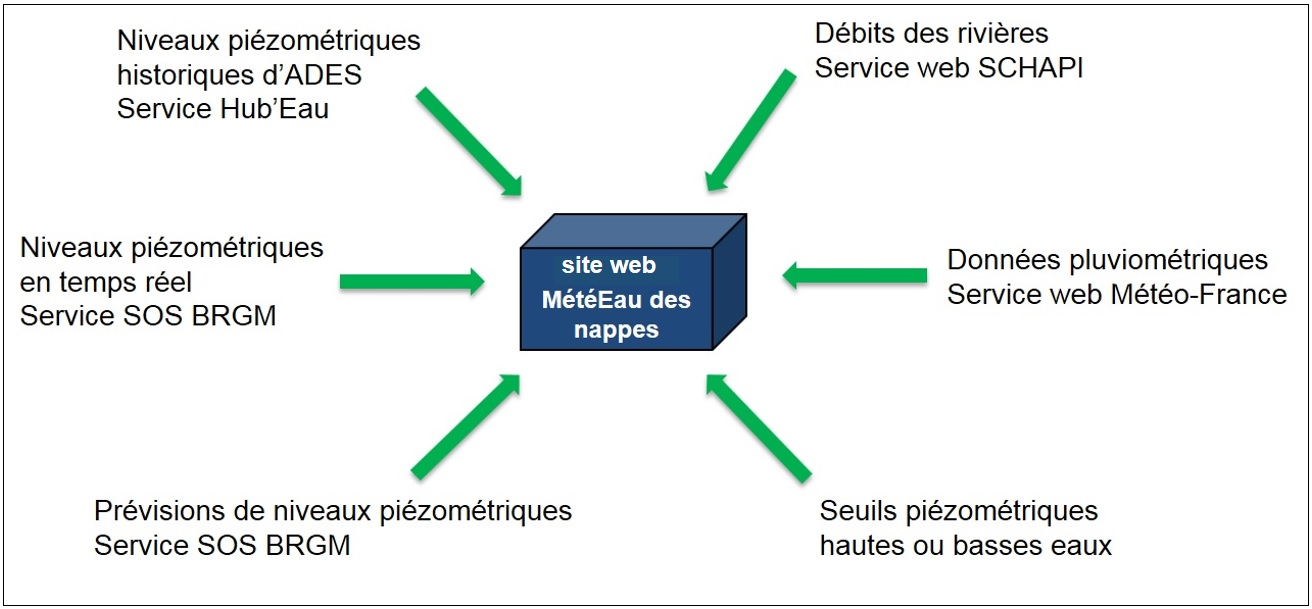 Niveaux piézométriques
historiques d’ADES
Service Hub’Eau
Débits des rivières
Service web SCHAPI
Niveaux piézométriques
en temps réel
Service SOS BRGM
site web
MétéEau des
nappes
Données pluviométriques
Service web Météo-France
Prévisions de niveaux piézométriques
Service SOS BRGM
Seuils piézométriques
hautes ou basses eaux